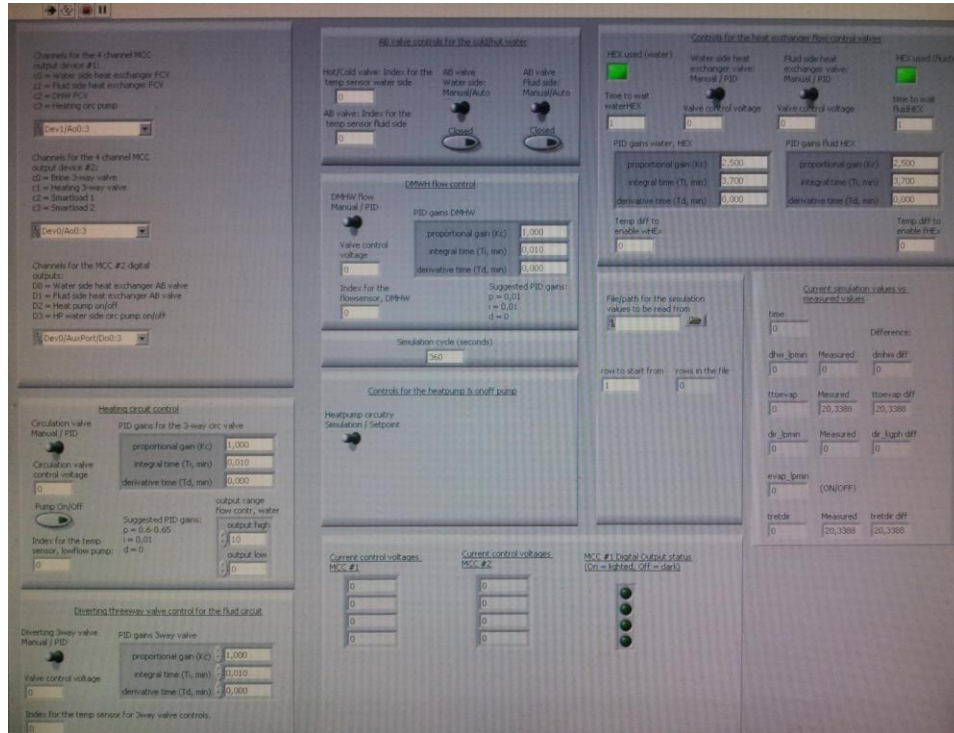 Channels for the 4 channel MCC
output device #1:
c0 = Water side heat exchanger FCV
c1 = Fluid side heat exchanger FCV
c2 = DHW FCV
c3 = Heating circ pump
Dev1/Ao0:3
Channels for the 4 channel MCC
output device #2:
c0 = Brine 3-way valve
c1 = Heating 3-way valve
c2 = Smartload 1
c3 = Smartload 2
Dev0/Ao0:3
Channels for the MCC #2 digital
outputs:
D0 = Water side heat exchanger AB valve
D1 = Fluid side heat exchanger AB valve
D2 = Heat pump on/off
D3 = HP water side circ pump on/off
Dev0/AuxPort/Do0:3
Heating circuit control
Circulation valve
Manual / PID
Circulation valve
control voltage
0
Pump On/Off
Index for the temp
sensor, lowflow pump:
0
PID gains for the 3-way circ valve
proportional gain (Kc) 1,000
integral time (Ti, min) 0,010
derivative time (Td, min) 0,000
Suggested PID gains:
p = 0.6-0.65
i = 0,01
d = 0
output range
flow contr, water
output high
10
output low
0
Diverting threeway valve control for the fluid circuit
Diverting 3way valve
Manual / PID
Valve control voltage
0
PID gains 3way valve
proportional gain (Kc) 1,000
integral time (Ti, min) 0,010
derivative time (Td, min) 0,000
Index for the temp sensor for 3way valve controls.
0
AB valve controls for the cold/hot water
Hot/Cold valve: Index for the
temp sensor water side
0
AB valve: Index for the
temp sensor fluid side
0
AB valve
Water side:
Manual/Auto
Closed
AB valve
Fluid side:
Manual/Auto
Closed
DMWH flow control
DMHW flow
Manual / PID
Valve control
voltage
0
Index for the
flowsensor, DMHW
0
PID gains DMHW
proportional gain (Kc) 1,000
integral time (Ti, min) 0,010
derivative time (Td, min) 0,000
Suggested PID gains:
p = 0,01
i = 0,01
d = 0
Simulation cycle (seconds)
360
Controls for the heatpump & onoff pump
Heatpump circuitry
Simulation / Setpoint
Current control voltages
MCC #1
0
0
0
0
Current control voltages
MCC #2
0
0
0
0
MCC #1 Digital Output status
(On = lighted, Off = dark)
Controls for the heat exchanger flow control valves
HEX used (water)
Time to wait
waterHEX
1
Water side heat
exchanger valve:
Manual / PID
Valve control voltage
0
Fluid side heat
exchanger valve:
Manual / PID
Valve control voltage
0
HEX used (fluid)
time to wait
fluidHEX
1
PID gains water, HEX
proportional gain (Kc) 2,500
integral time (Ti, min) 3,700
derivative time (Td, min) 0,000
PID gains fluid HEX
proportional gain (Kc) 2,500
integral time (Ti, min) 3,700
derivative time (Td, min) 0,000
Temp diff to
enable wHEx
0
Temp diff to
enable fHEx
0
File/path for the simulation
values to be read from
row to start from
1
rows in the file
0
Current simulation values vs
measured values
time
0
Difference:
dhw_lpmin Measured dmhw diff
0 0 0
ttoevap Mesured ttoevap diff
0 20,3388 20,3388
dir_lpmin Measured dir_kgph diff
0 0 0
evap_lpmin
0 (ON/OFF)
tretdir Measured tretdir diff
0 20,3388 20,3388